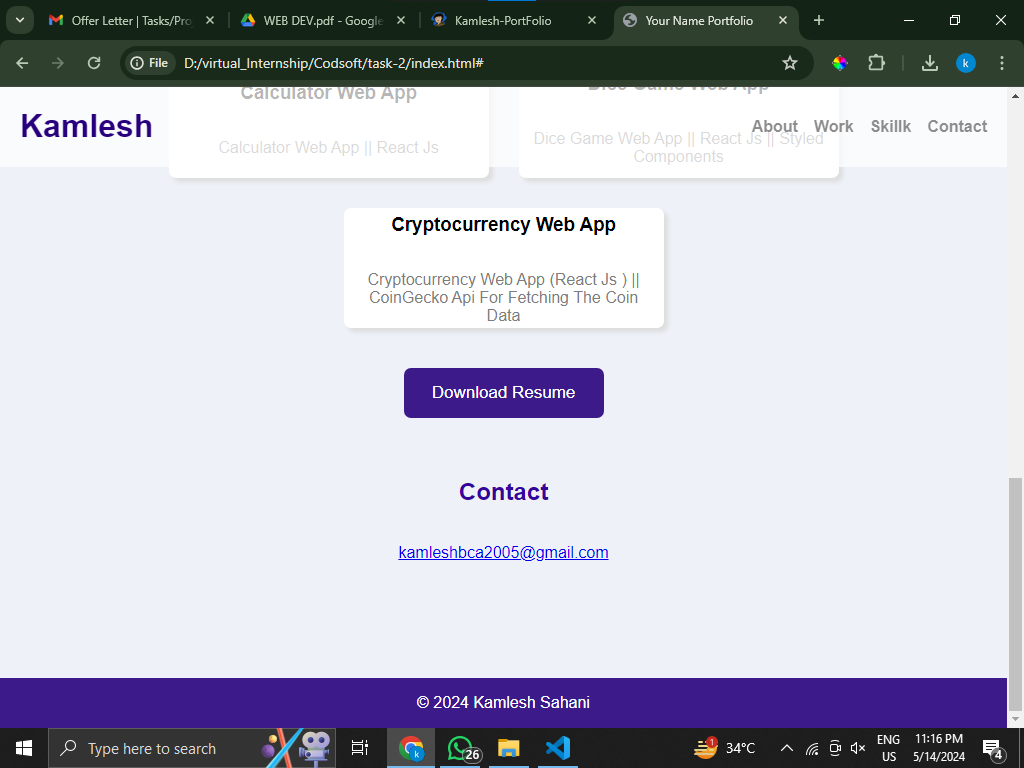 Offer Letter | Tasks/Pro
WEB DEV.pdf - Google
Kamlesh-PortFolio
Your Name Portfolio
File
D:/virtual_Internship/Codsoft/task-2/index.html#
k
Kamlesh
About
Work
Skillk
Contact
Calculator Web App
Calculator Web App || React Js
Dice Game Web App
Dice Game Web App || React Js || Styled
Components
Cryptocurrency Web App
Cryptocurrency Web App (React Js ) ||
CoinGecko Api For Fetching The Coin
Data
Download Resume
Contact
kamleshbca2005@gmail.com
© 2024 Kamlesh Sahani
Type here to search
k
26
1
34°C
ENG
US
11:16 PM
5/14/2024
4